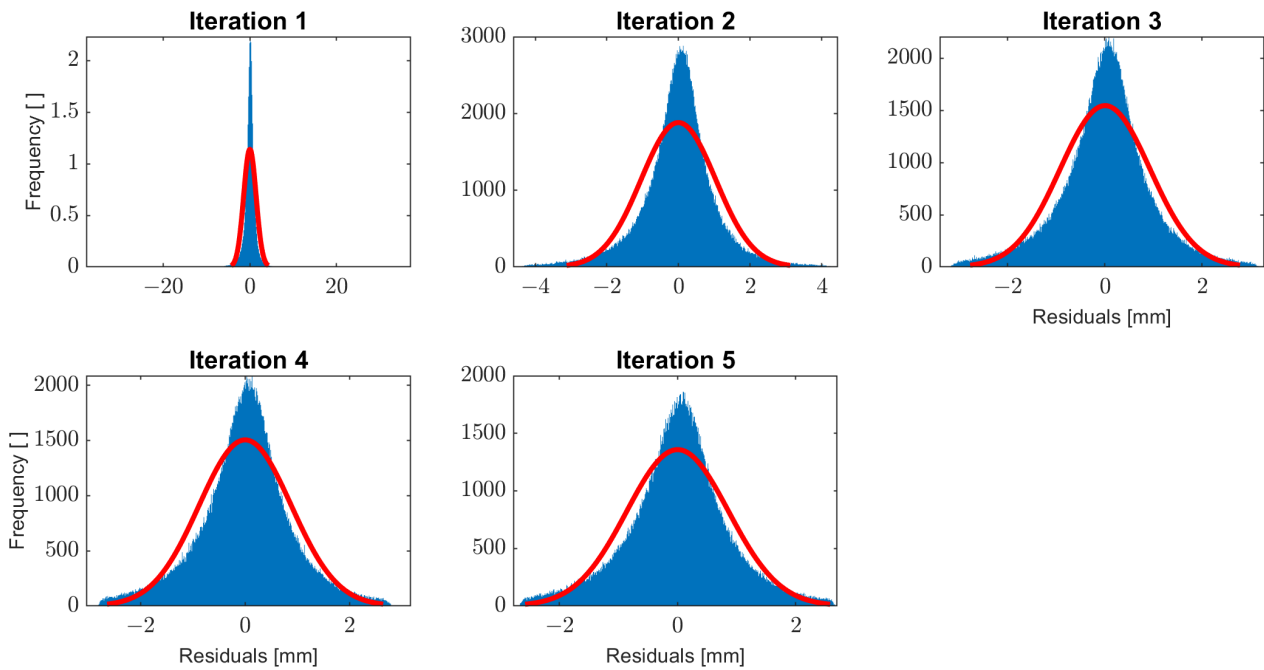 Iteration 1
Frequency [ ]
2
1.5
1
0.5
0
−20 0 20
Iteration 2
3000
2000
1000
0
−4 −2 0 2 4
Iteration 3
2000
1500
1000
500
0
−2 0 2
Residuals [mm]
Iteration 4
Frequency [ ]
2000
1500
1000
500
0
−2 0 2
Residuals [mm]
Iteration 5
2000
1500
1000
500
0
−2 0 2
Residuals [mm]